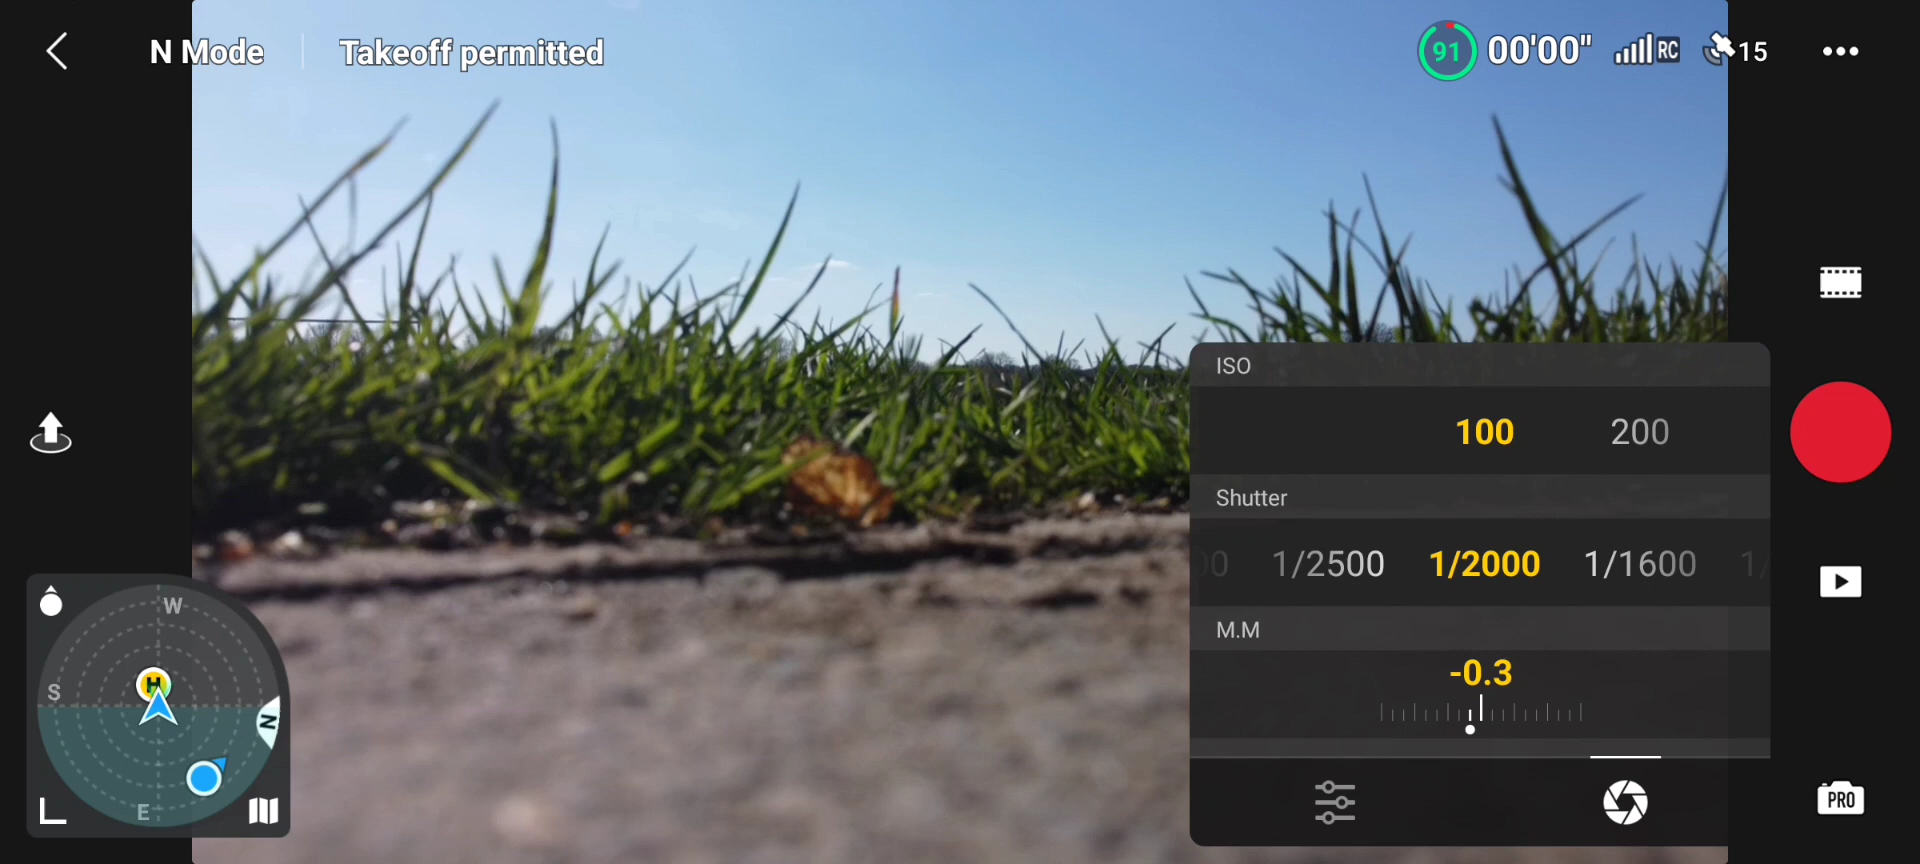 N Mode
Takeoff permitted
91
00'00"
RC
15
ISO
100 200
Shutter
1/2500 1/2000 1/1600
M.M
-0.3
PRO
W
S
H
N
E